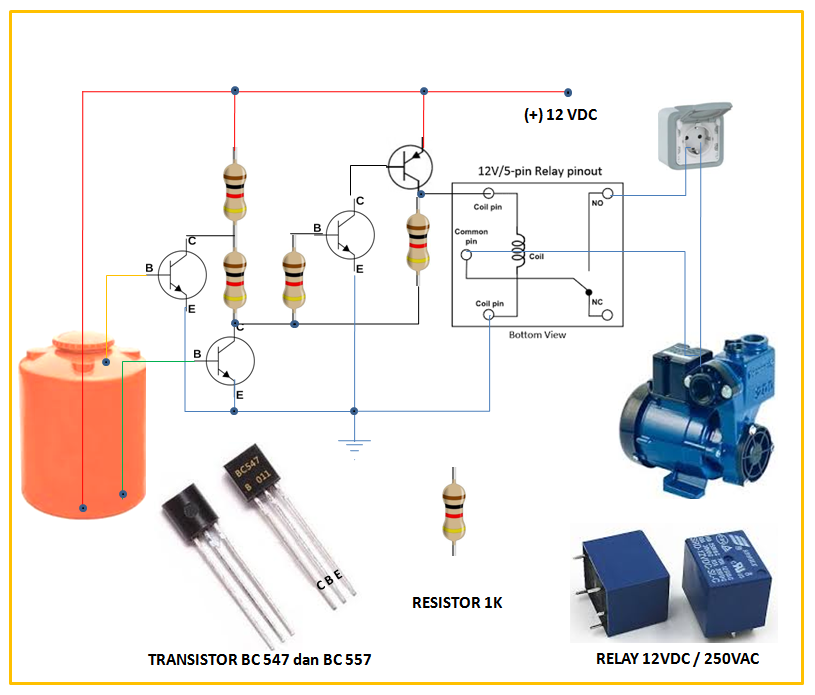 (+) 12 VDC
12V/5-pin Relay pinout
C
Coil pin
NO
B
C
Common
pin
B
E
Coil
B
E
Coil pin
NC
C
Bottom View
B
E
BC547
B 011
C B E
RESISTOR 1K
TRANSISTOR BC 547 dan BC 557
RELAY 12VDC / 250VAC